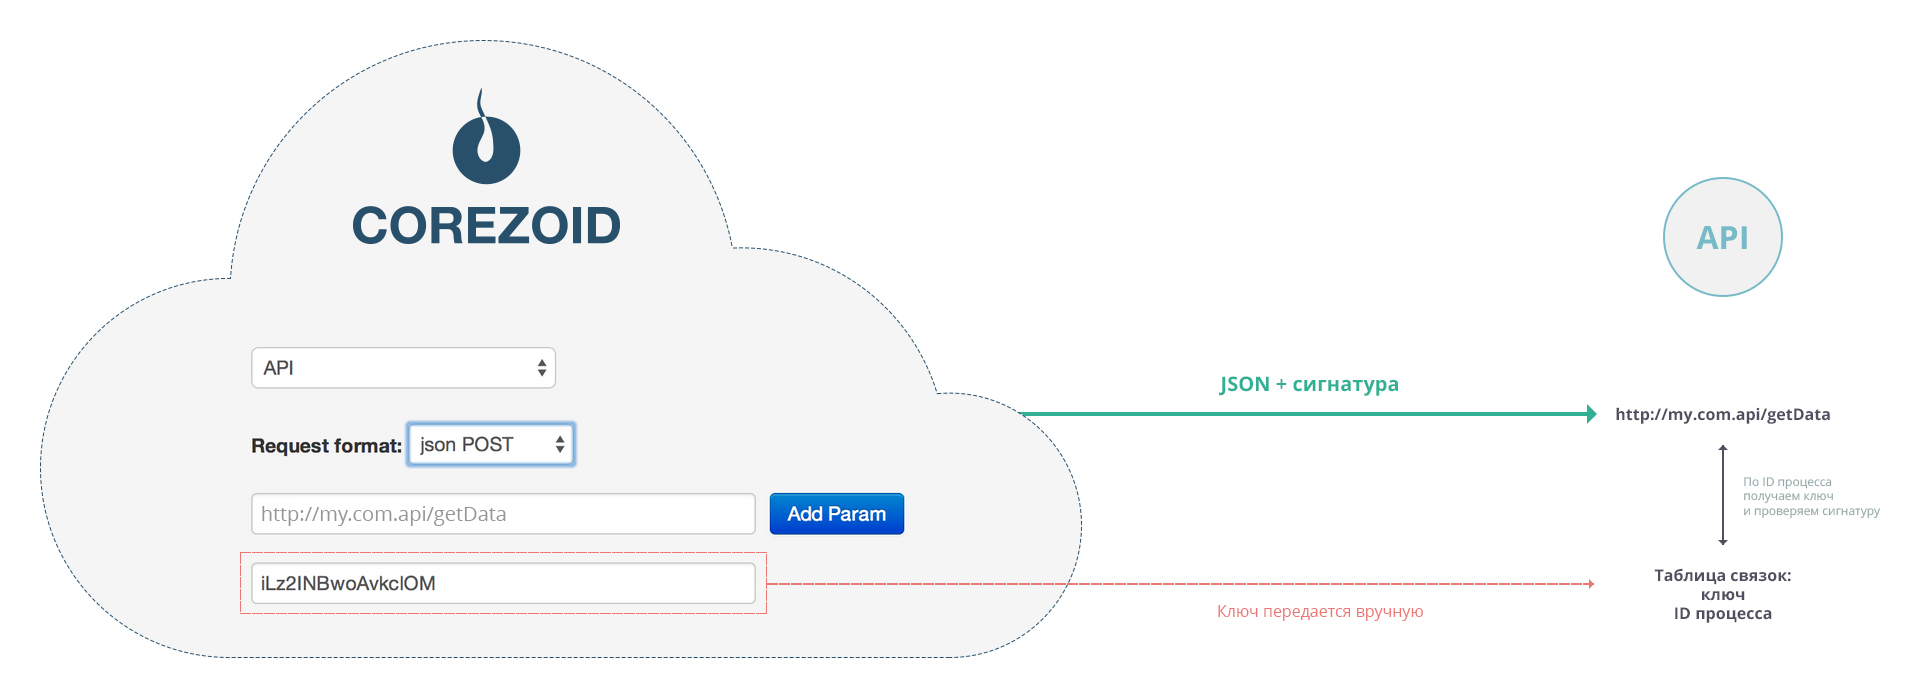 COREZOID
API
API
Request format: json POST
http://my.com.api/getData
Add Param
iLz2INBwoAvkclOM
JSON + сигнатура
http://my.com.api/getData
По ID процесса
получаем ключ
и проверяем сигнатуру
Ключ передается вручную
Таблица связок:
ключ
ID процесса